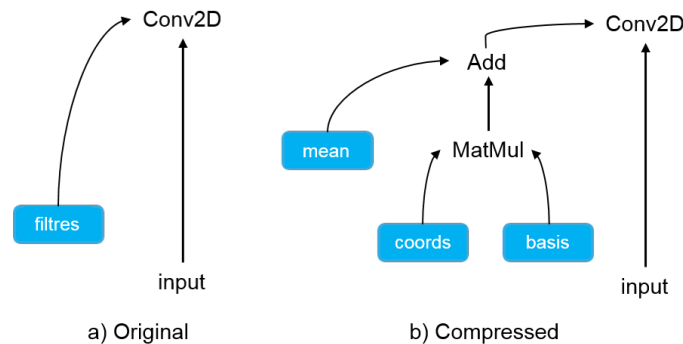 Conv2D
filtres
input
a) Original
Conv2D
Add
mean
MatMul
coords
basis
input
b) Compressed